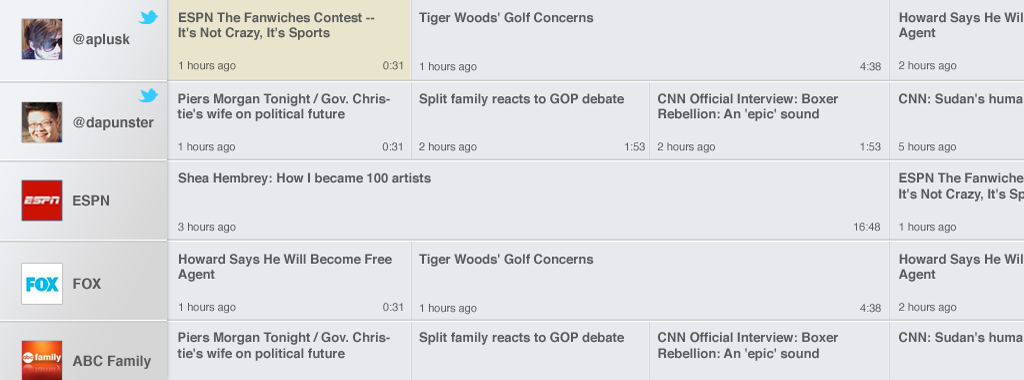 @aplusk
ESPN The Fanwiches Contest --
It's Not Crazy, It's Sports
1 hours ago 0:31
Tiger Woods' Golf Concerns
1 hours ago 4:38
Howard Says He Wil
Agent
2 hours ago
@dapunster
Piers Morgan Tonight / Gov. Chris-
tie's wife on political future
1 hours ago 0:31
Split family reacts to GOP debate
2 hours ago 1:53
CNN Official Interview: Boxer
Rebellion: An 'epic' sound
2 hours ago 1:53
CNN: Sudan's huma
5 hours ago
ESPN
ESPN
Shea Hembrey: How I became 100 artists
3 hours ago 16:48
ESPN The Fanwiche
It's Not Crazy, It's Sp
1 hours ago
FOX
FOX
Howard Says He Will Become Free
Agent
1 hours ago 0:31
Tiger Woods' Golf Concerns
1 hours ago 4:38
Howard Says He Wil
Agent
2 hours ago
abc family
ABC Family
Piers Morgan Tonight / Gov. Chris-
tie's wife on political future
Split family reacts to GOP debate
CNN Official Interview: Boxer
Rebellion: An 'epic' sound
CNN: Sudan's huma